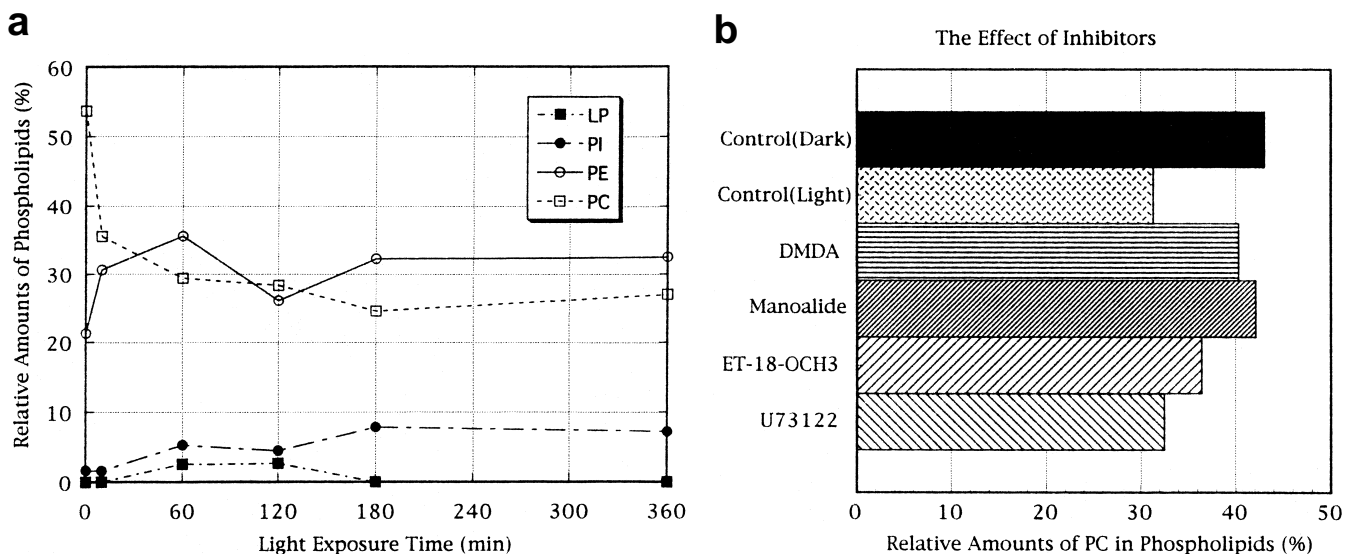 a
Relative Amounts of Phospholipids (%)
60
50
40
30
20
10
0
LP
PI
PE
PC
0 60 120 180 240 300 360
Light Exposure Time (min)
b
The Effect of Inhibitors
Control(Dark)
Control(Light)
DMDA
Manoalide
ET-18-OCH3
U73122
0 10 20 30 40 50
Relative Amounts of PC in Phospholipids (%)